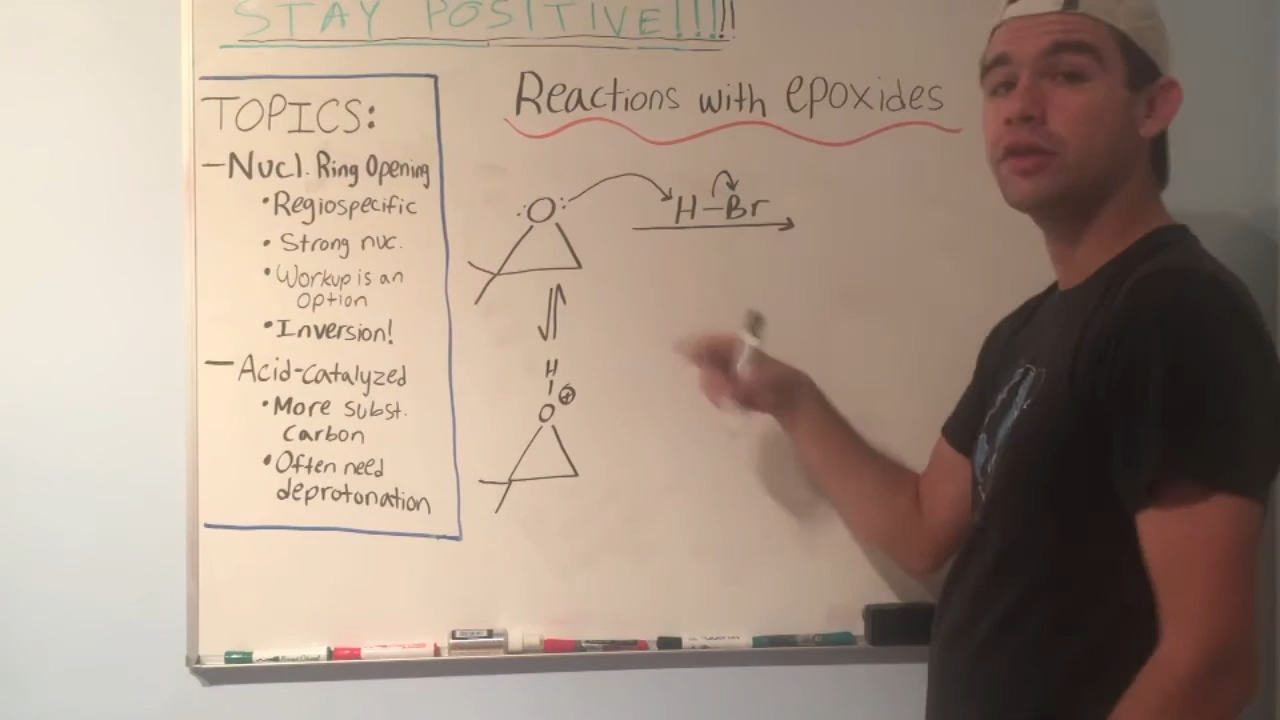 STAY POSITIVE!!!!!
TOPICS:
-Nucl. Ring Opening
•Regiospecific
• Strong nuc.
•Workup is an
option
•Inversion!
- Acid-catalyzed
•More subst.
carbon
•Often need
deprotonation
Reactions with epoxides
:O:
H-Br
H
O⊕